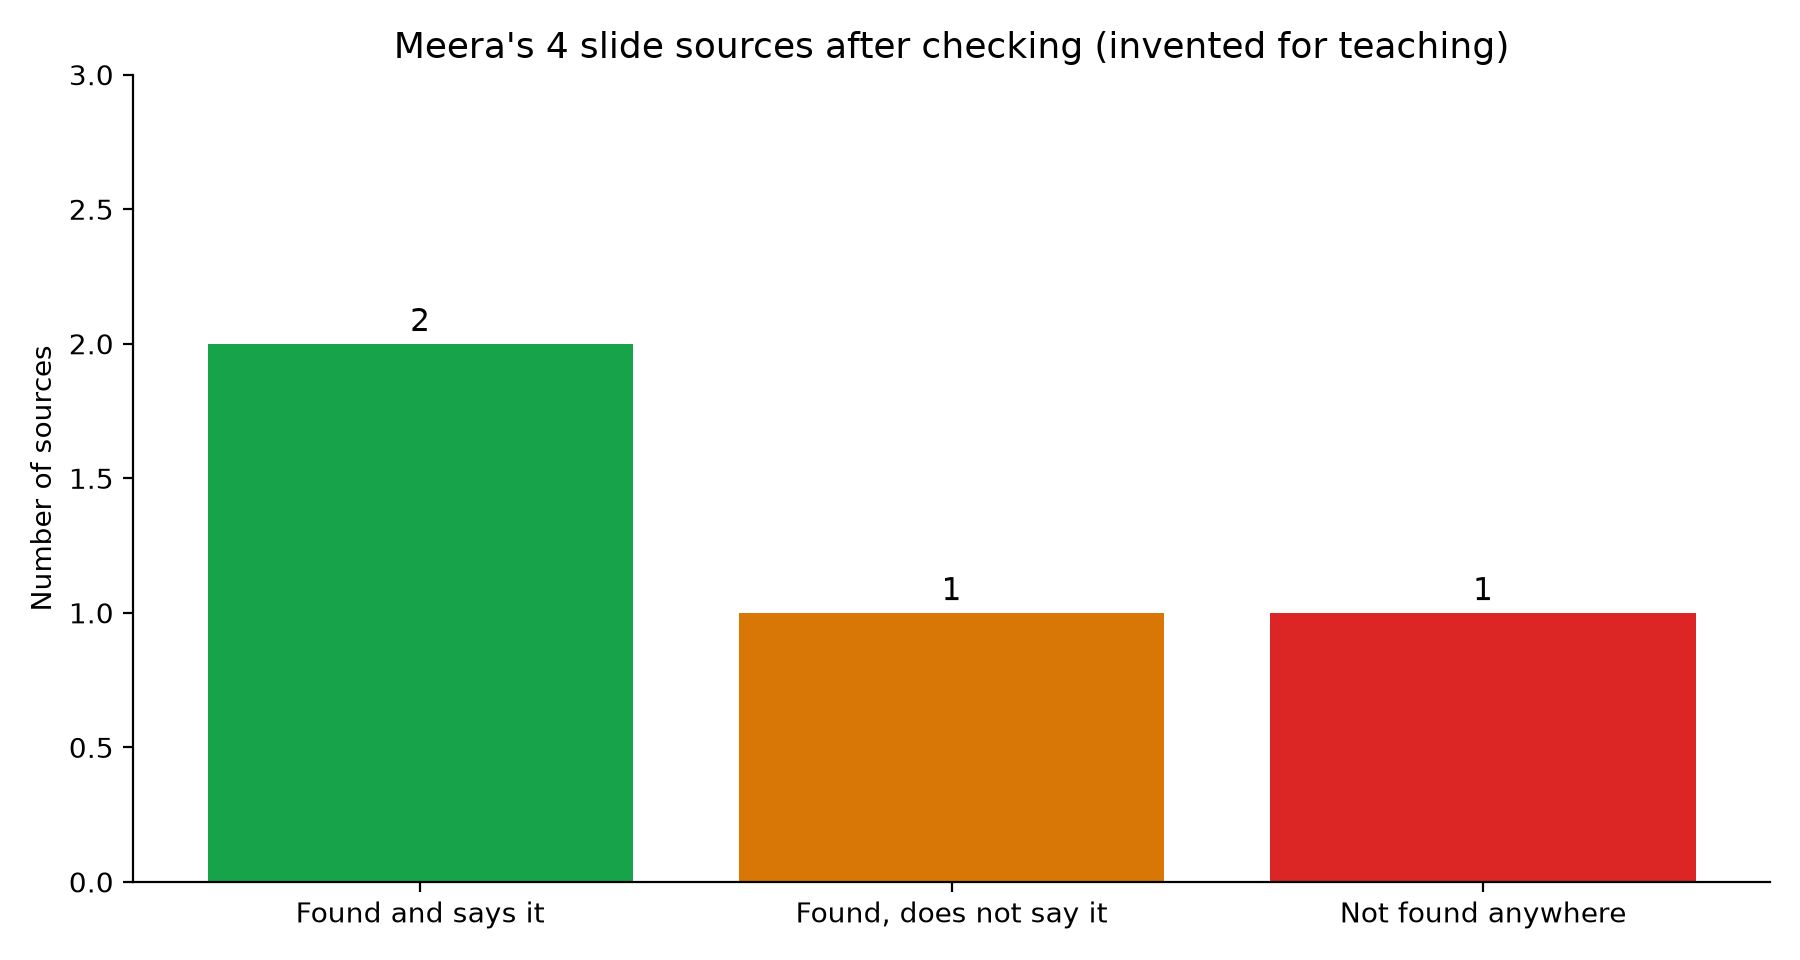 Meera's 4 slide sources after checking (invented for teaching)
Number of sources
3.0
2.5
2.0
1.5
1.0
0.5
0.0
2
1
1
Found and says it
Found, does not say it
Not found anywhere